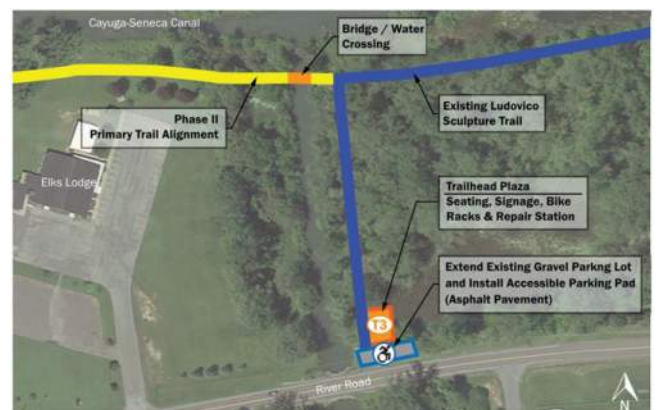 Cayuga-Seneca Canal
Bridge / Water
Crossing
Phase II
Primary Trail Alignment
Existing Ludovico
Sculpture Trail
Elks Lodge
Trailhead Plaza
Seating, Signage, Bike
Racks & Repair Station
Extend Existing Gravel Parkng Lot
and Install Accessible Parking Pad
(Asphalt Pavement)
T3
River Road
N